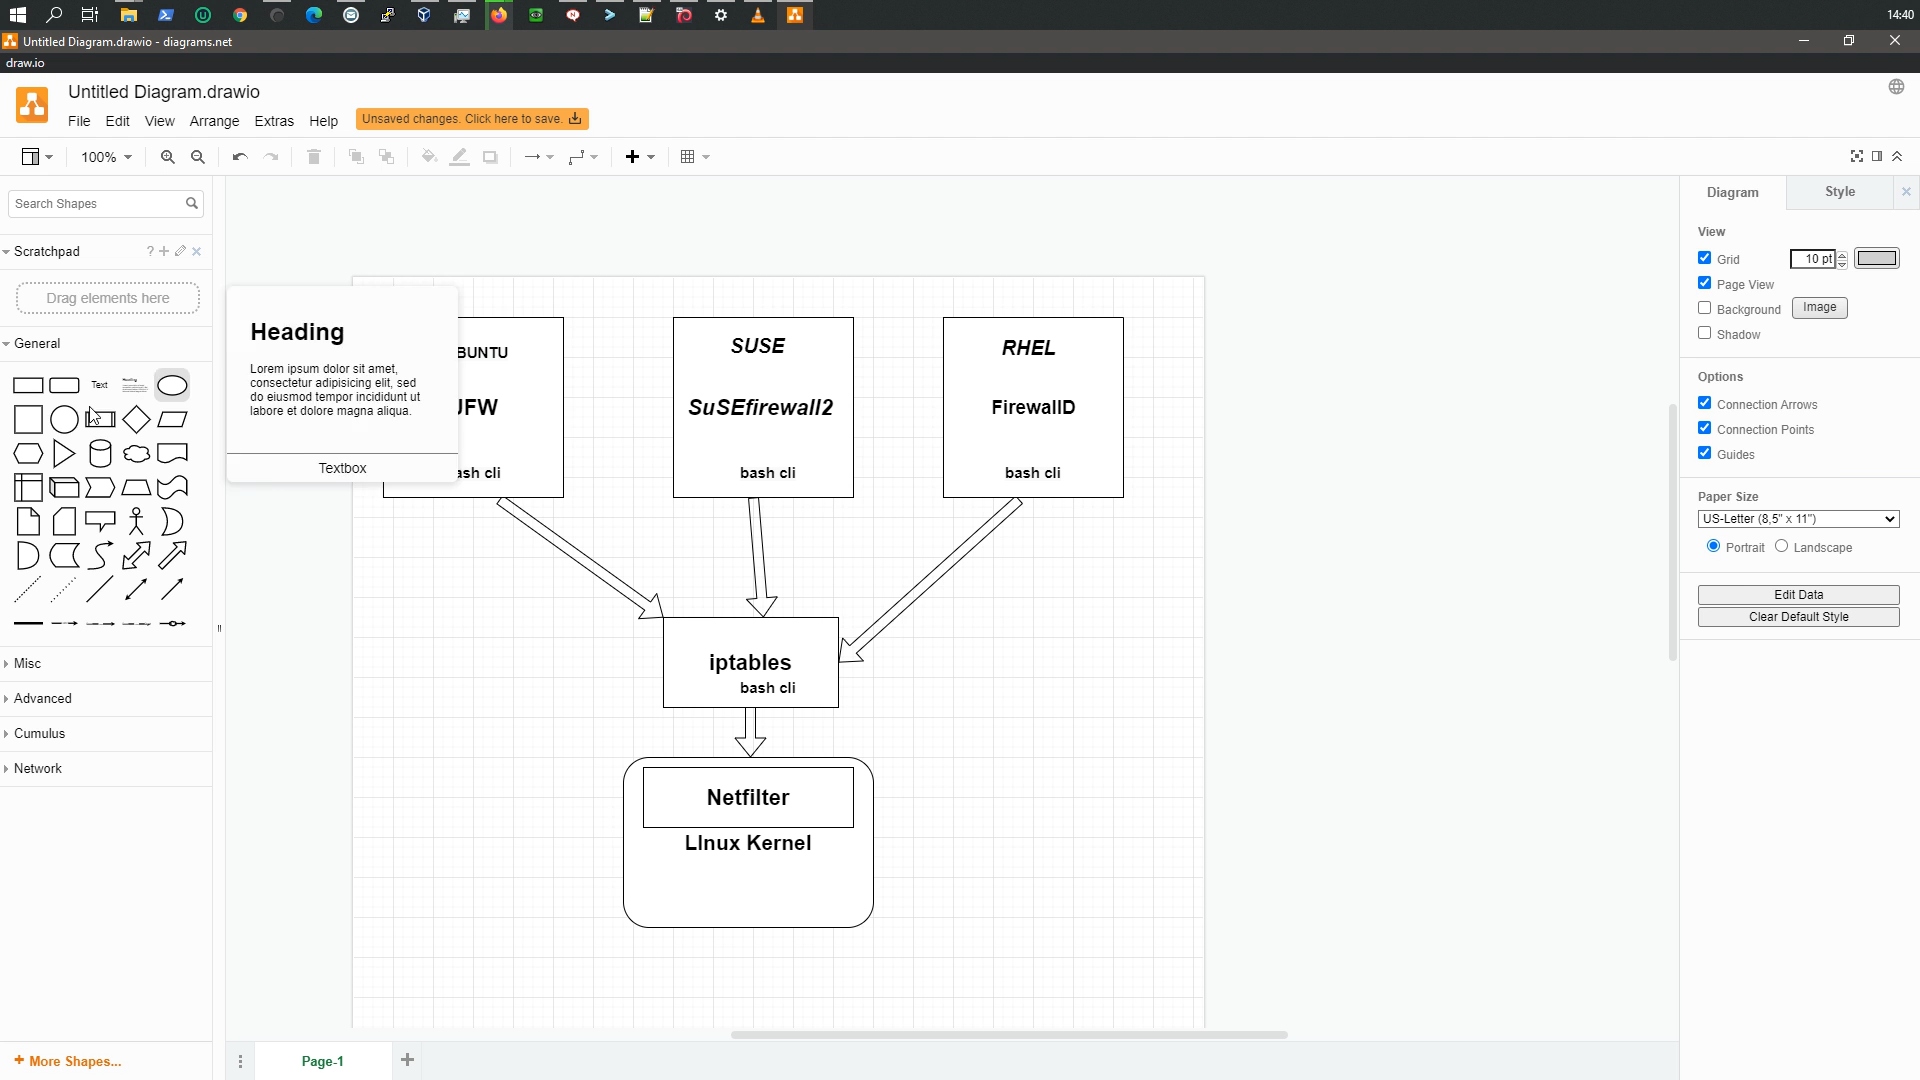 14:40
Untitled Diagram.drawio - diagrams.net
draw.io
Untitled Diagram.drawio
File Edit View Arrange Extras Help Unsaved changes. Click here to save.
100%
Search Shapes
Scratchpad
?
Drag elements here
General
Text
Heading
Misc
Advanced
Cumulus
Network
+ More Shapes...
Heading
Lorem ipsum dolor sit amet,
consectetur adipisicing elit, sed
do eiusmod tempor incididunt ut
labore et dolore magna aliqua.
Textbox
BUNTU
UFW
ash cli
SUSE
SuSEfirewall2
bash cli
RHEL
FirewallD
bash cli
iptables
bash cli
Netfilter
LInux Kernel
Page-1
Diagram Style
View
Grid 10 pt
Page View
Background Image
Shadow
Options
Connection Arrows
Connection Points
Guides
Paper Size
US-Letter (8,5" x 11")
Portrait Landscape
Edit Data
Clear Default Style